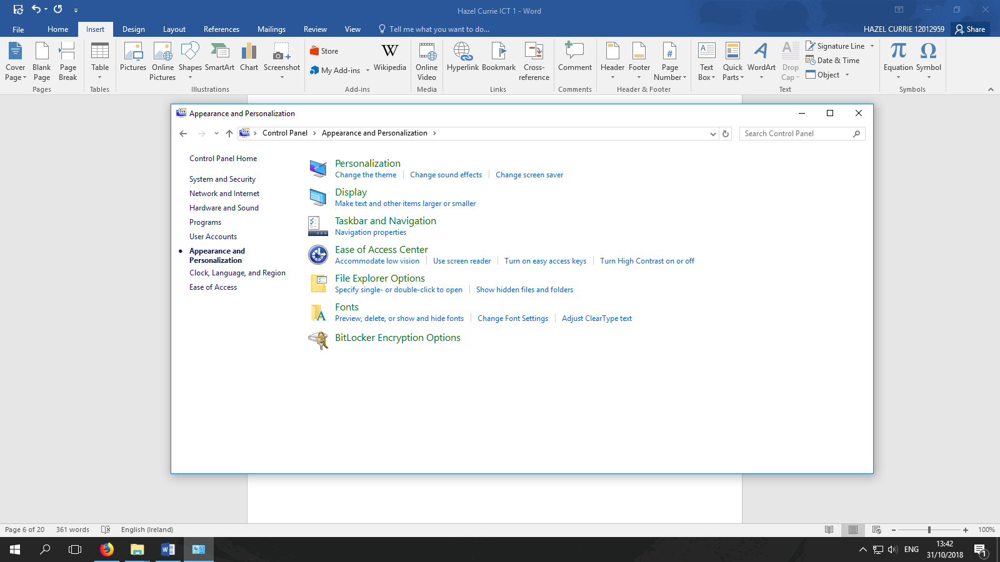 Hazel Currie ICT 1 - Word
File Home Insert Design Layout References Mailings Review View Tell me what you want to do... HAZEL CURRIE 12012959 Share
Cover Page
Blank Page
Page Break
Pages
Table
Tables
Pictures
Online Pictures
Shapes
SmartArt
Chart
Screenshot
Illustrations
Store
My Add-ins
W
Wikipedia
Add-ins
Online Video
Media
Hyperlink
Bookmark
Cross-reference
Links
Comment
Comments
Header
Footer
#
Page Number
Header & Footer
A
Text Box
Quick Parts
A
WordArt
A
Drop Cap
Signature Line
Date & Time
Object
Text
π
Equation
Ω
Symbol
Symbols
Appearance and Personalization
Control Panel > Appearance and Personalization >
Search Control Panel
Control Panel Home
System and Security
Network and Internet
Hardware and Sound
Programs
User Accounts
Appearance and
Personalization
Clock, Language, and Region
Ease of Access
Personalization
Change the theme Change sound effects Change screen saver
Display
Make text and other items larger or smaller
Taskbar and Navigation
Navigation properties
Ease of Access Center
Accommodate low vision Use screen reader Turn on easy access keys Turn High Contrast on or off
File Explorer Options
Specify single- or double-click to open Show hidden files and folders
A
Fonts
Preview, delete, or show and hide fonts Change Font Settings Adjust ClearType text
BitLocker Encryption Options
Page 6 of 20 361 words English (Ireland) 100%
W
ENG
13:42
31/10/2018
1